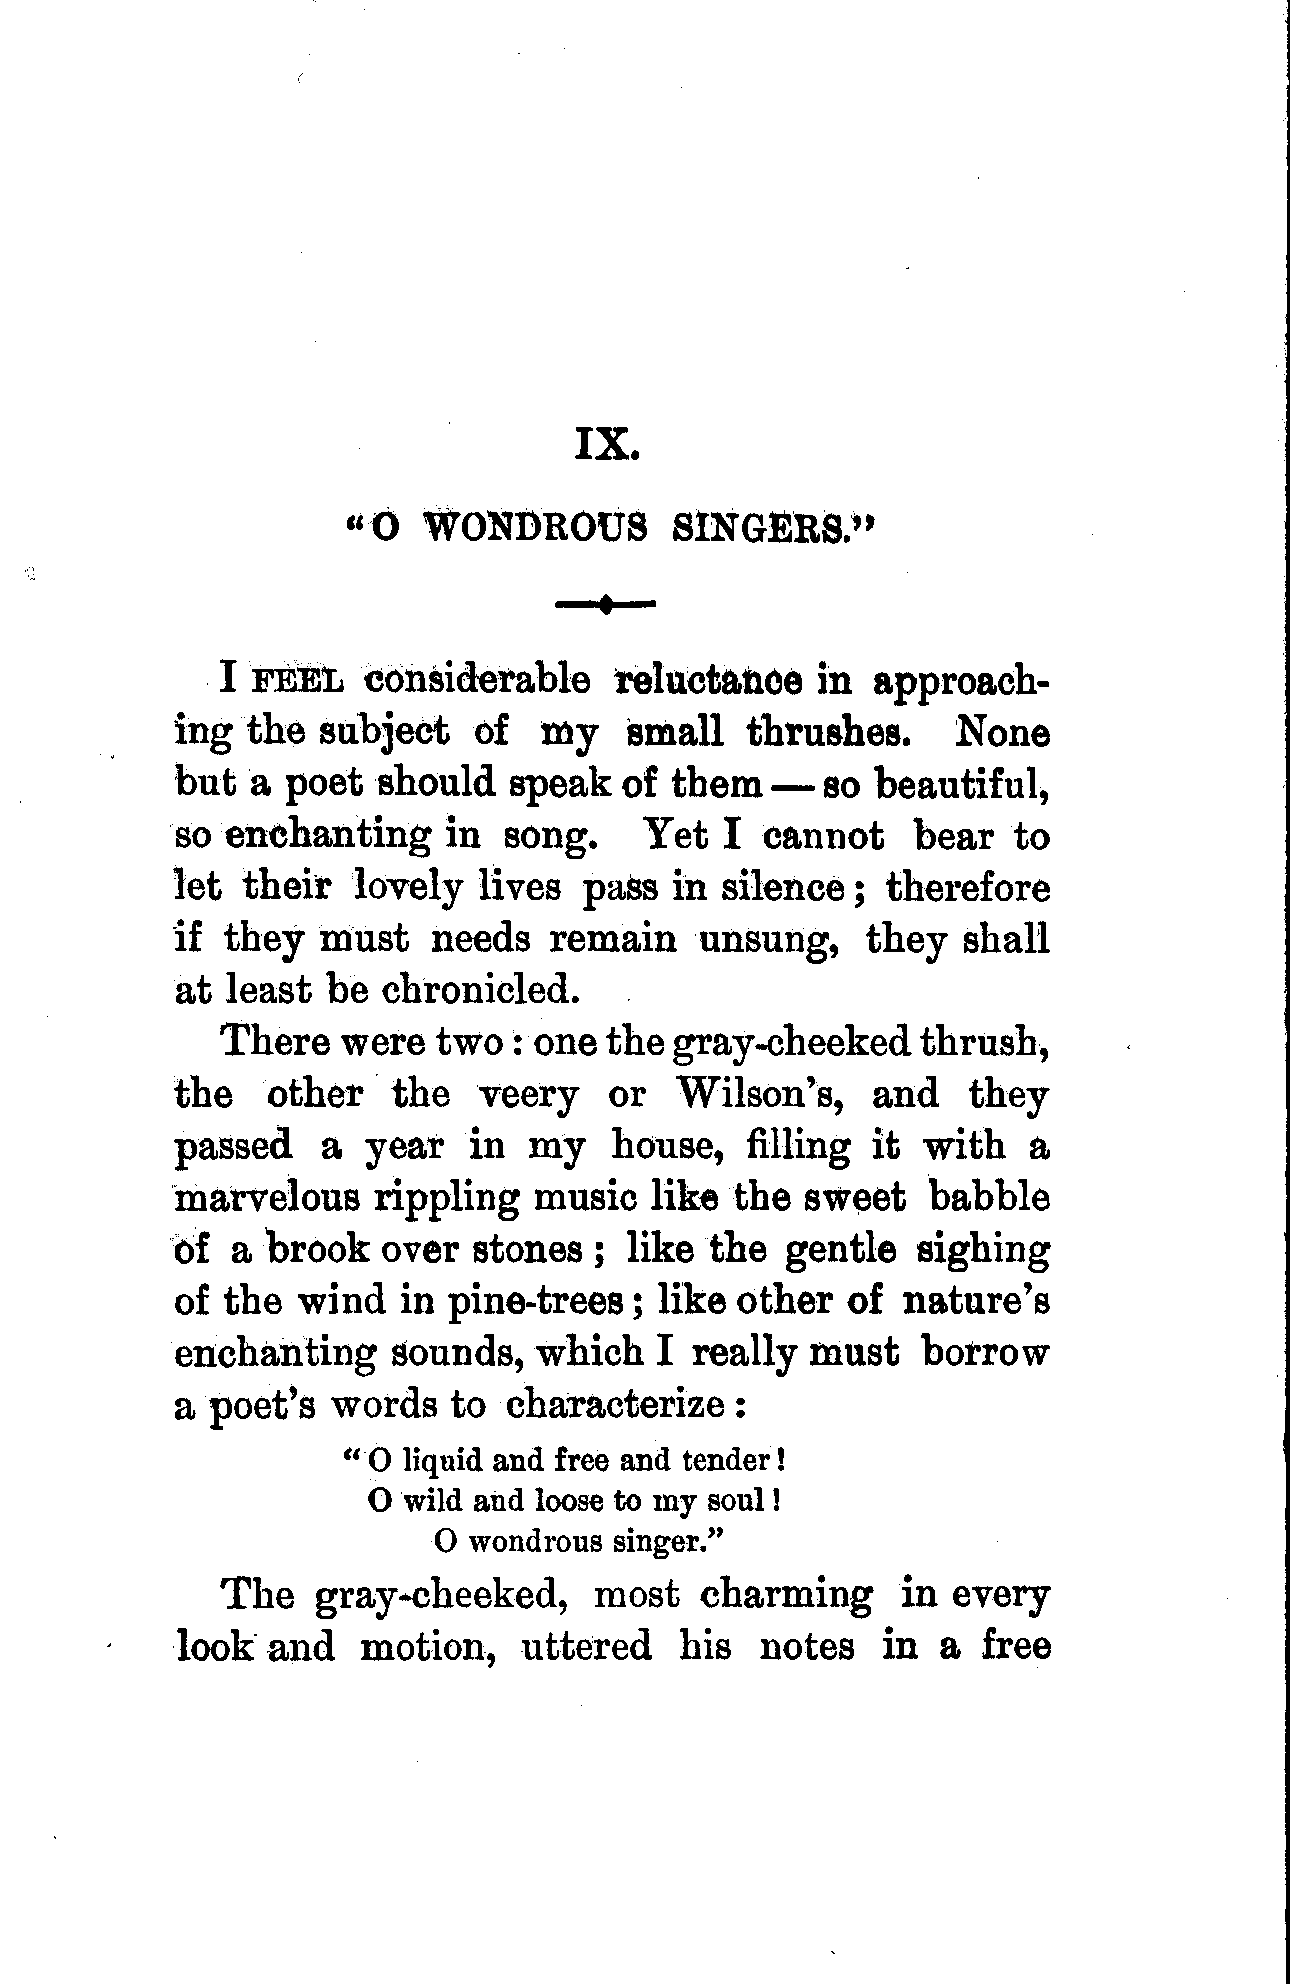 IX.
“O WONDROUS SINGERS.”
I FEEL considerable reluctance in approach-
ing the subject of my small thrushes. None
but a poet should speak of them — so beautiful,
so enchanting in song. Yet I cannot bear to
let their lovely lives pass in silence; therefore
if they must needs remain unsung, they shall
at least be chronicled.
There were two: one the gray-cheeked thrush,
the other the veery or Wilson’s, and they
passed a year in my house, filling it with a
marvelous rippling music like the sweet babble
of a brook over stones; like the gentle sighing
of the wind in pine-trees; like other of nature’s
enchanting sounds, which I really must borrow
a poet’s words to characterize:
“O liquid and free and tender!
O wild and loose to my soul!
O wondrous singer.”
The gray-cheeked, most charming in every
look and motion, uttered his notes in a free